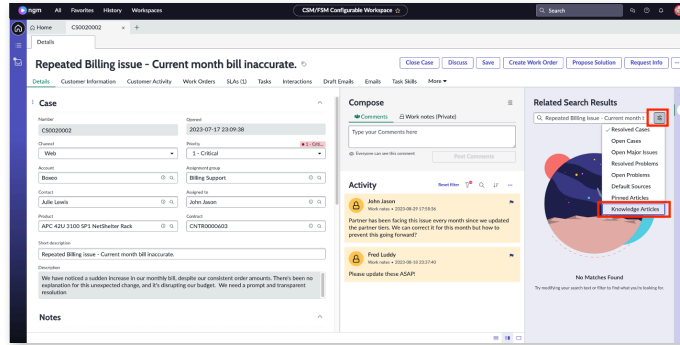 ngm All Favorites History Workspaces CSM/FSM Configurable Workspace Search
Home CS0020002
Details
Repeated Billing issue - Current month bill inaccurate.
Close Case Discuss Save Create Work Order Propose Solution Request Info
Details Customer Information Customer Activity Work Orders SLAs (1) Tasks Interactions Draft Emails Emails Task Skills More
Case
Number
CS0020002
Opened
2023-07-17 23:09:38
Channel
Web
Priority
1 - Criti...
1 - Critical
Account
Boxeo
Assignment group
Billing Support
Contact
Julie Lewis
Assigned to
John Jason
Product
APC 42U 3100 SP1 NetShelter Rack
Contract
CNTR0000603
Short description
Repeated Billing issue - Current month bill inaccurate.
Description
We have noticed a sudden increase in our monthly bill, despite our consistent order amounts. There's been no
explanation for this unexpected change, and it's disrupting our budget. We need a prompt and transparent
resolution
Notes
Compose
Comments Work notes (Private)
Type your Comments here
Everyone can see this comment
Post Comments
Activity
Reset filter
John Jason
Work notes • 2023-08-29 17:58:36
Partner has been facing this issue every month since we updated
the partner tiers. We can correct it for this month but how to
prevent this going forward?
Fred Luddy
Work notes • 2023-08-18 23:37:40
Please update these ASAP!
Related Search Results
Repeated Billing Issue - Current month b
Resolved Cases
Open Cases
Open Major Issues
Resolved Problems
Open Problems
Default Sources
Pinned Articles
Knowledge Articles
No Matches Found
Try modifying your search text or filter to find what you're looking for.